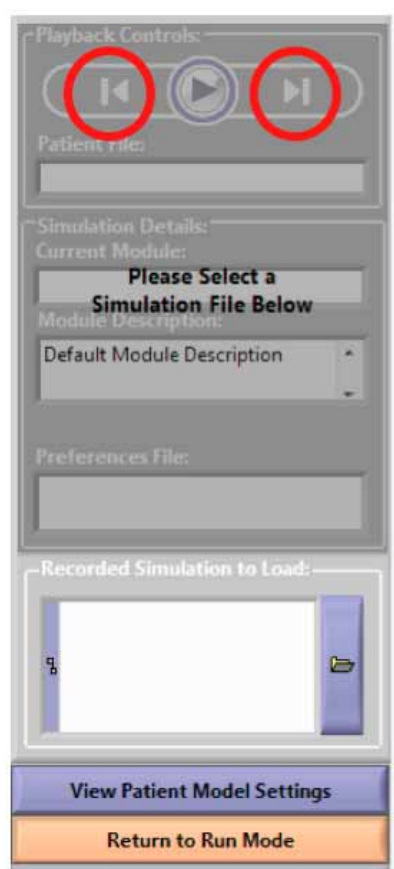 Playback Controls:
Patient File:
Simulation Details:
Current Module:
Please Select a
Simulation File Below
Module Description:
Default Module Description
Preferences File:
Recorded Simulation to Load:
View Patient Model Settings
Return to Run Mode